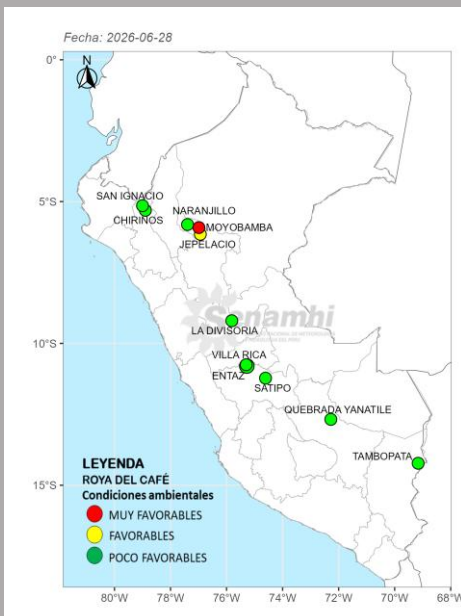 Fecha: 2026-06-28
N
0°
5°S
10°S
15°S
SAN IGNACIO
CHIRINOS
NARANJILLO
MOYOBAMBA
JEPELACIO
Senamhi
LA DIVISORIA
VILLA RICA
ENTAZ
SATIPO
QUEBRADA YANATILE
TAMBOPATA
LEYENDA
ROYA DEL CAFÉ
Condiciones ambientales
MUY FAVORABLES
FAVORABLES
POCO FAVORABLES
80°W 78°W 76°W 74°W 72°W 70°W 68°W